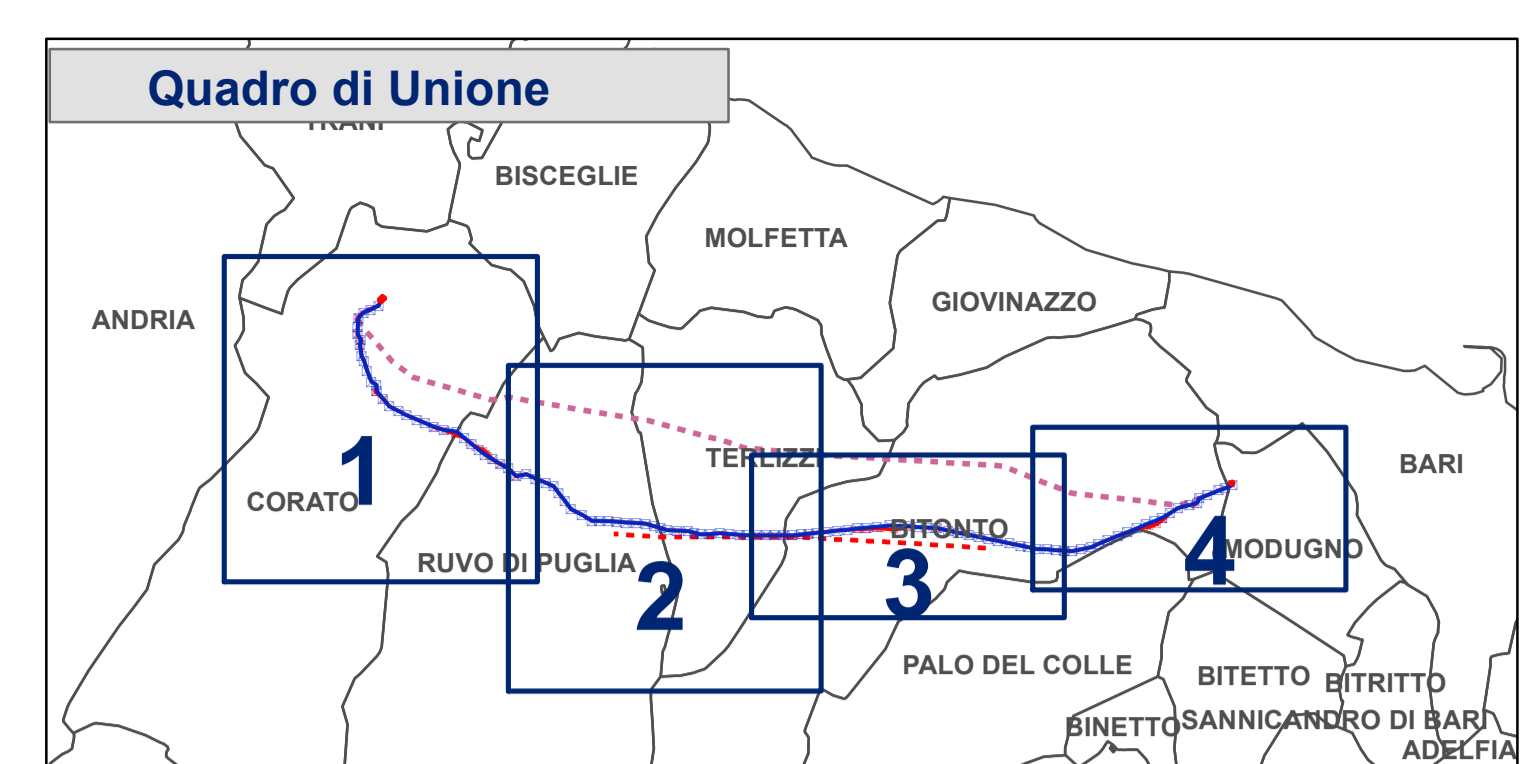 Quadro di Unione
TRANI
BISCEGLIE
MOLFETTA
GIOVINAZZO
ANDRIA
1
TERLIZZI
BARI
CORATO
BITONTO
4
MODUGNO
RUVO DI PUGLIA
2
3
PALO DEL COLLE
BITETTO
BITRITTO
BINETTO
SANNICANDRO DI BARI
ADELFIA